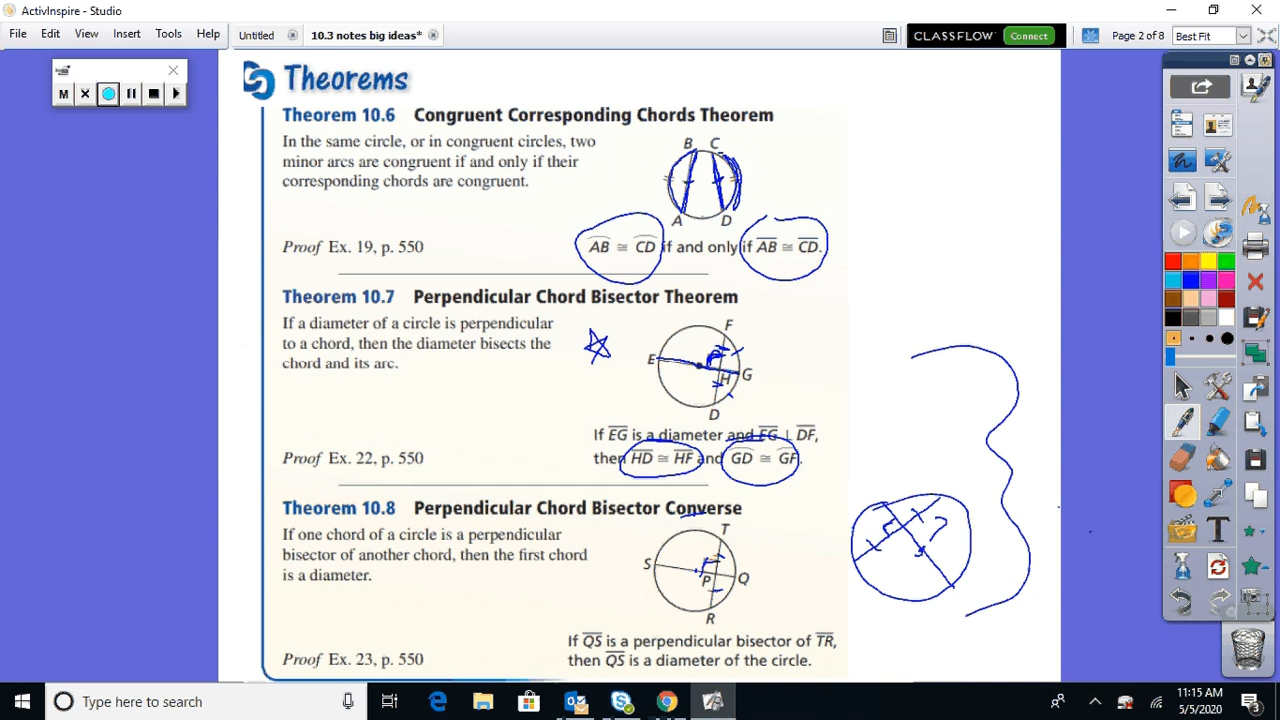 ActivInspire - Studio
File Edit View Insert Tools Help
Untitled
10.3 notes big ideas*
CLASSFLOW Connect
Page 2 of 8
Best Fit
M
Theorems
Theorem 10.6 Congruent Corresponding Chords Theorem
In the same circle, or in congruent circles, two
minor arcs are congruent if and only if their
corresponding chords are congruent.
B C
A D
Proof Ex. 19, p. 550
AB ≅ CD if and only if AB ≅ CD.
Theorem 10.7 Perpendicular Chord Bisector Theorem
If a diameter of a circle is perpendicular
to a chord, then the diameter bisects the
chord and its arc.
F
E
H G
D
If EG is a diameter and EG ⊥ DF,
then HD ≅ HF and GD ≅ GF.
Proof Ex. 22, p. 550
Theorem 10.8 Perpendicular Chord Bisector Converse
If one chord of a circle is a perpendicular
bisector of another chord, then the first chord
is a diameter.
T
S
P Q
R
If QS is a perpendicular bisector of TR,
then QS is a diameter of the circle.
Proof Ex. 23, p. 550
T
Type here to search
11:15 AM
5/5/2020
3